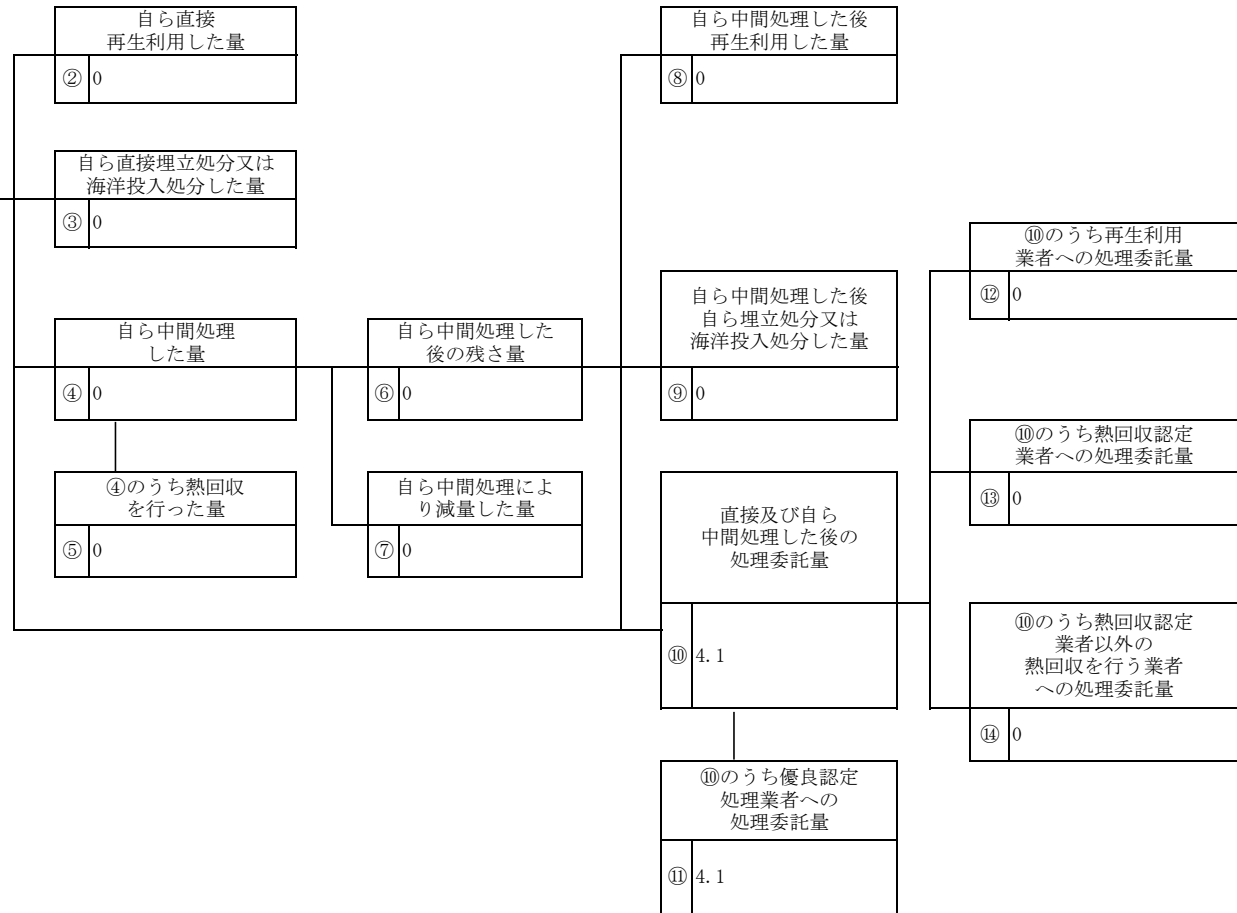 自ら直接
再生利用した量
② 0
自ら直接埋立処分又は
海洋投入処分した量
③ 0
自ら中間処理
した量
④ 0
④のうち熱回収
を行った量
⑤ 0
自ら中間処理した
後の残さ量
⑥ 0
自ら中間処理によ
り減量した量
⑦ 0
自ら中間処理した後
再生利用した量
⑧ 0
自ら中間処理した後
自ら埋立処分又は
海洋投入処分した量
⑨ 0
直接及び自ら
中間処理した後の
処理委託量
⑩ 4.1
⑩のうち優良認定
処理業者への
処理委託量
⑪ 4.1
⑩のうち再生利用
業者への処理委託量
⑫ 0
⑩のうち熱回収認定
業者への処理委託量
⑬ 0
⑩のうち熱回収認定
業者以外の
熱回収を行う業者
への処理委託量
⑭ 0